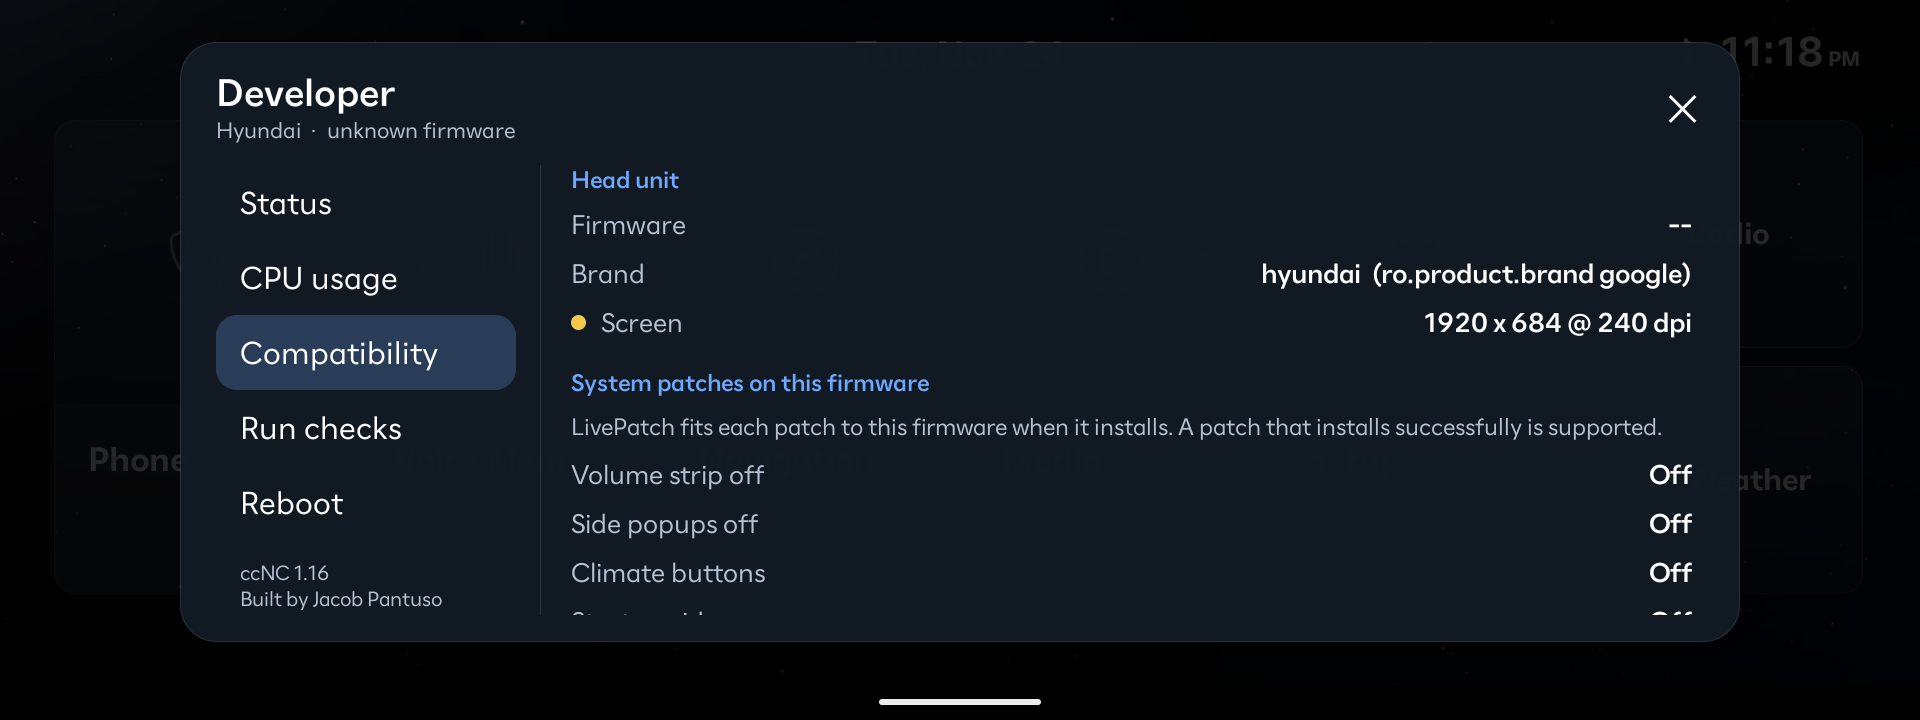 11:18 PM
Developer
Hyundai · unknown firmware
Status
CPU usage
Compatibility
Run checks
Reboot
ccNC 1.16
Built by Jacob Pantuso
Head unit
Firmware --
Brand hyundai (ro.product.brand google)
Screen 1920 x 684 @ 240 dpi
System patches on this firmware
LivePatch fits each patch to this firmware when it installs. A patch that installs successfully is supported.
Volume strip off Off
Side popups off Off
Climate buttons Off
Off
Phone
dio
ather